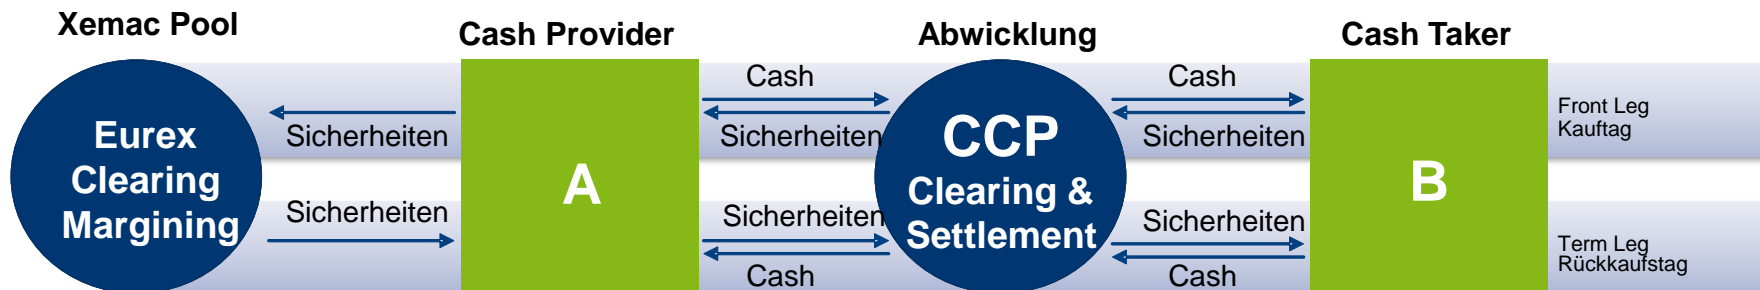 Xemac Pool
Cash Provider
Abwicklung
Cash Taker
Eurex
Clearing
Margining
Sicherheiten
Sicherheiten
A
Cash
Sicherheiten
Sicherheiten
Cash
CCP
Clearing &
Settlement
Cash
Sicherheiten
Sicherheiten
Cash
B
Front Leg
Kauftag
Term Leg
Rückkaufstag